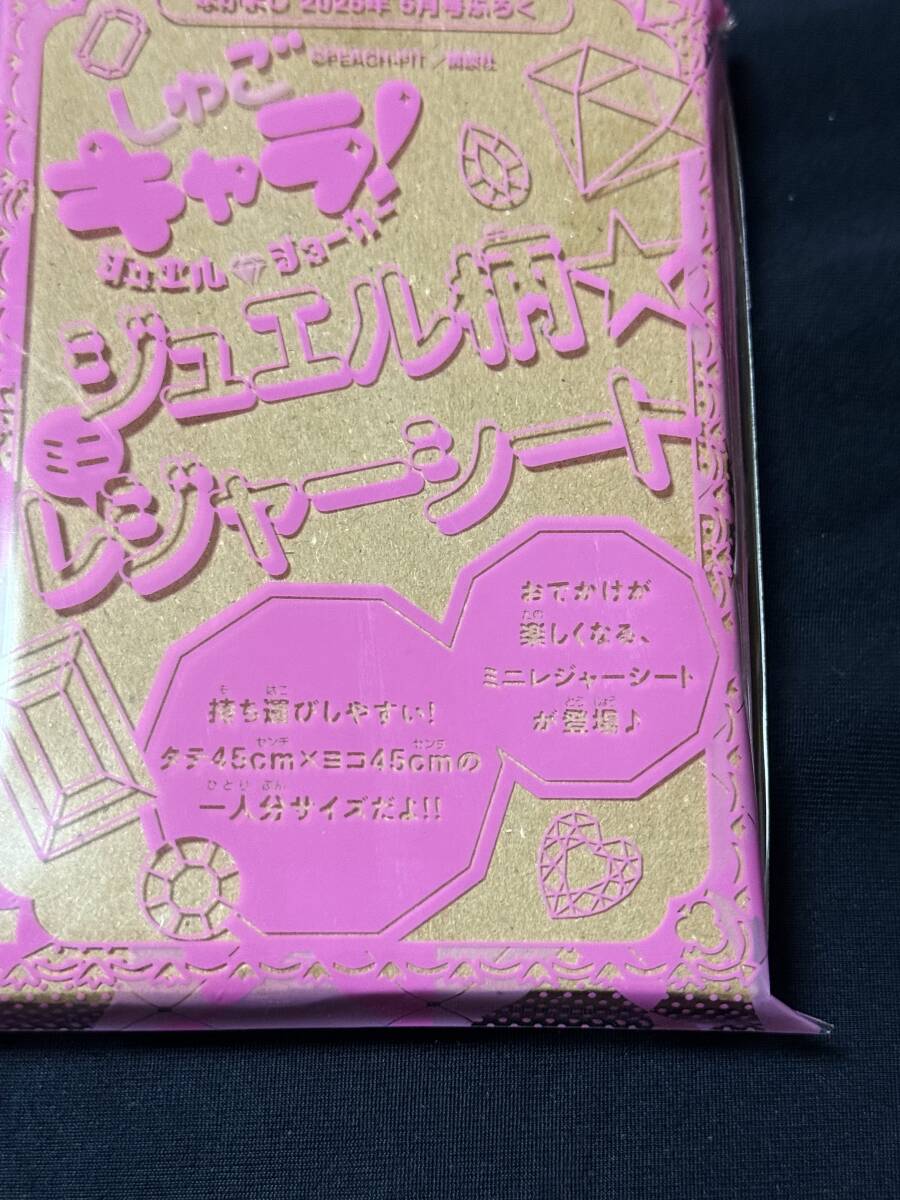 なかよし 2025年 5月号ふろく
©PEACH-PIT／講談社
しゅご
キャラ!
ジュエル ジョーカー
ジュエル柄☆
ミニ
レジャーシート
おでかけが
楽しくなる、
ミニレジャーシート
が登場♪
持ち運びしやすい!
タテ45cm×ヨコ45cmの
一人分サイズだよ!!